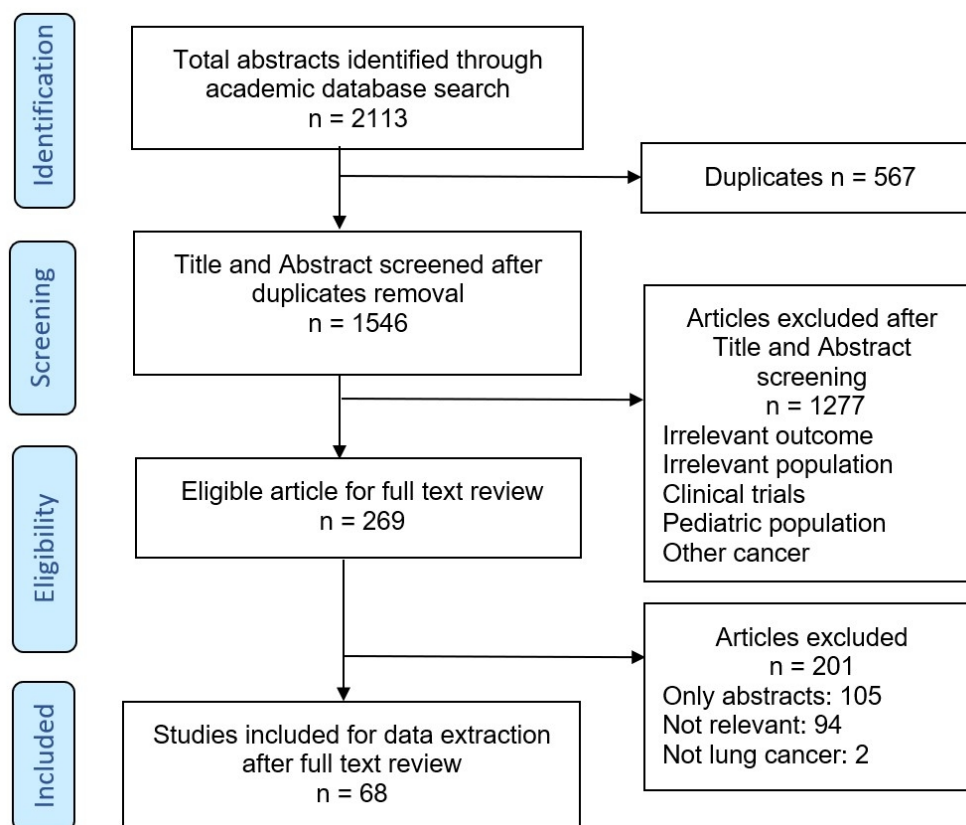 Identification
Total abstracts identified through
academic database search
n = 2113
Duplicates n = 567
Screening
Title and Abstract screened after
duplicates removal
n = 1546
Articles excluded after
Title and Abstract
screening
n = 1277
Irrelevant outcome
Irrelevant population
Clinical trials
Pediatric population
Other cancer
Eligibility
Eligible article for full text review
n = 269
Articles excluded
n = 201
Only abstracts: 105
Not relevant: 94
Not lung cancer: 2
Included
Studies included for data extraction
after full text review
n = 68